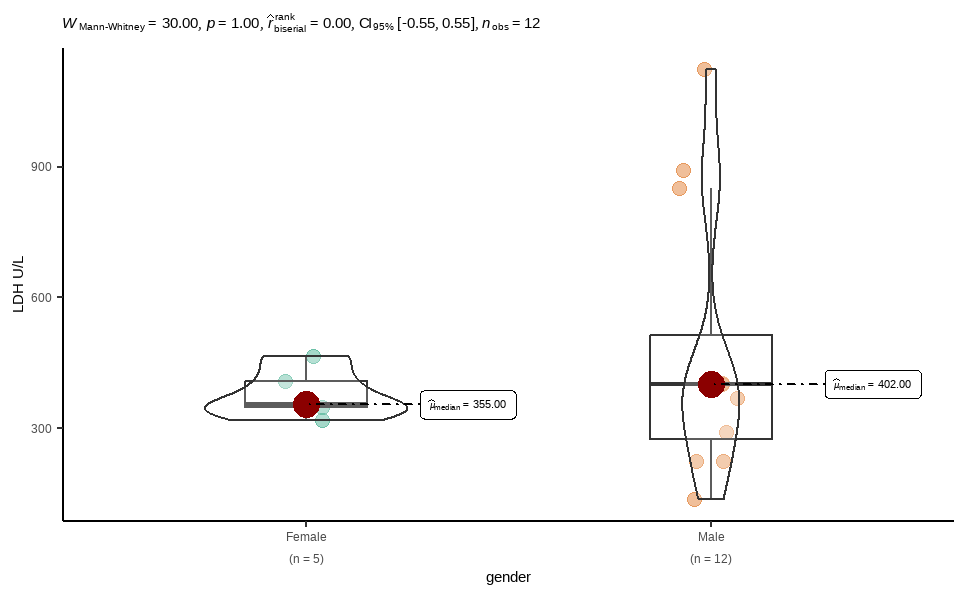 W Mann-Whitney = 30.00, p = 1.00, r̂ rank biserial = 0.00, CI95% [-0.55, 0.55], nobs = 12
900
600
300
LDH U/L
μ̂median = 355.00
μ̂median = 402.00
Female
(n = 5)
Male
(n = 12)
gender